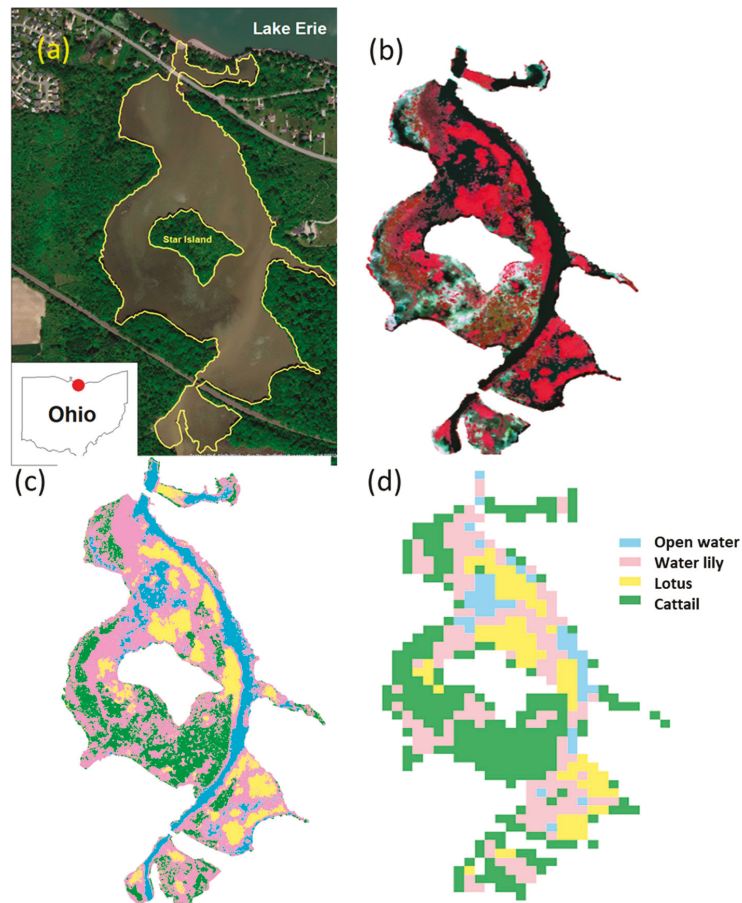 (a)
Lake Erie
(b)
Star Island
Ohio
(c)
(d)
Open water
Water lily
Lotus
Cattail